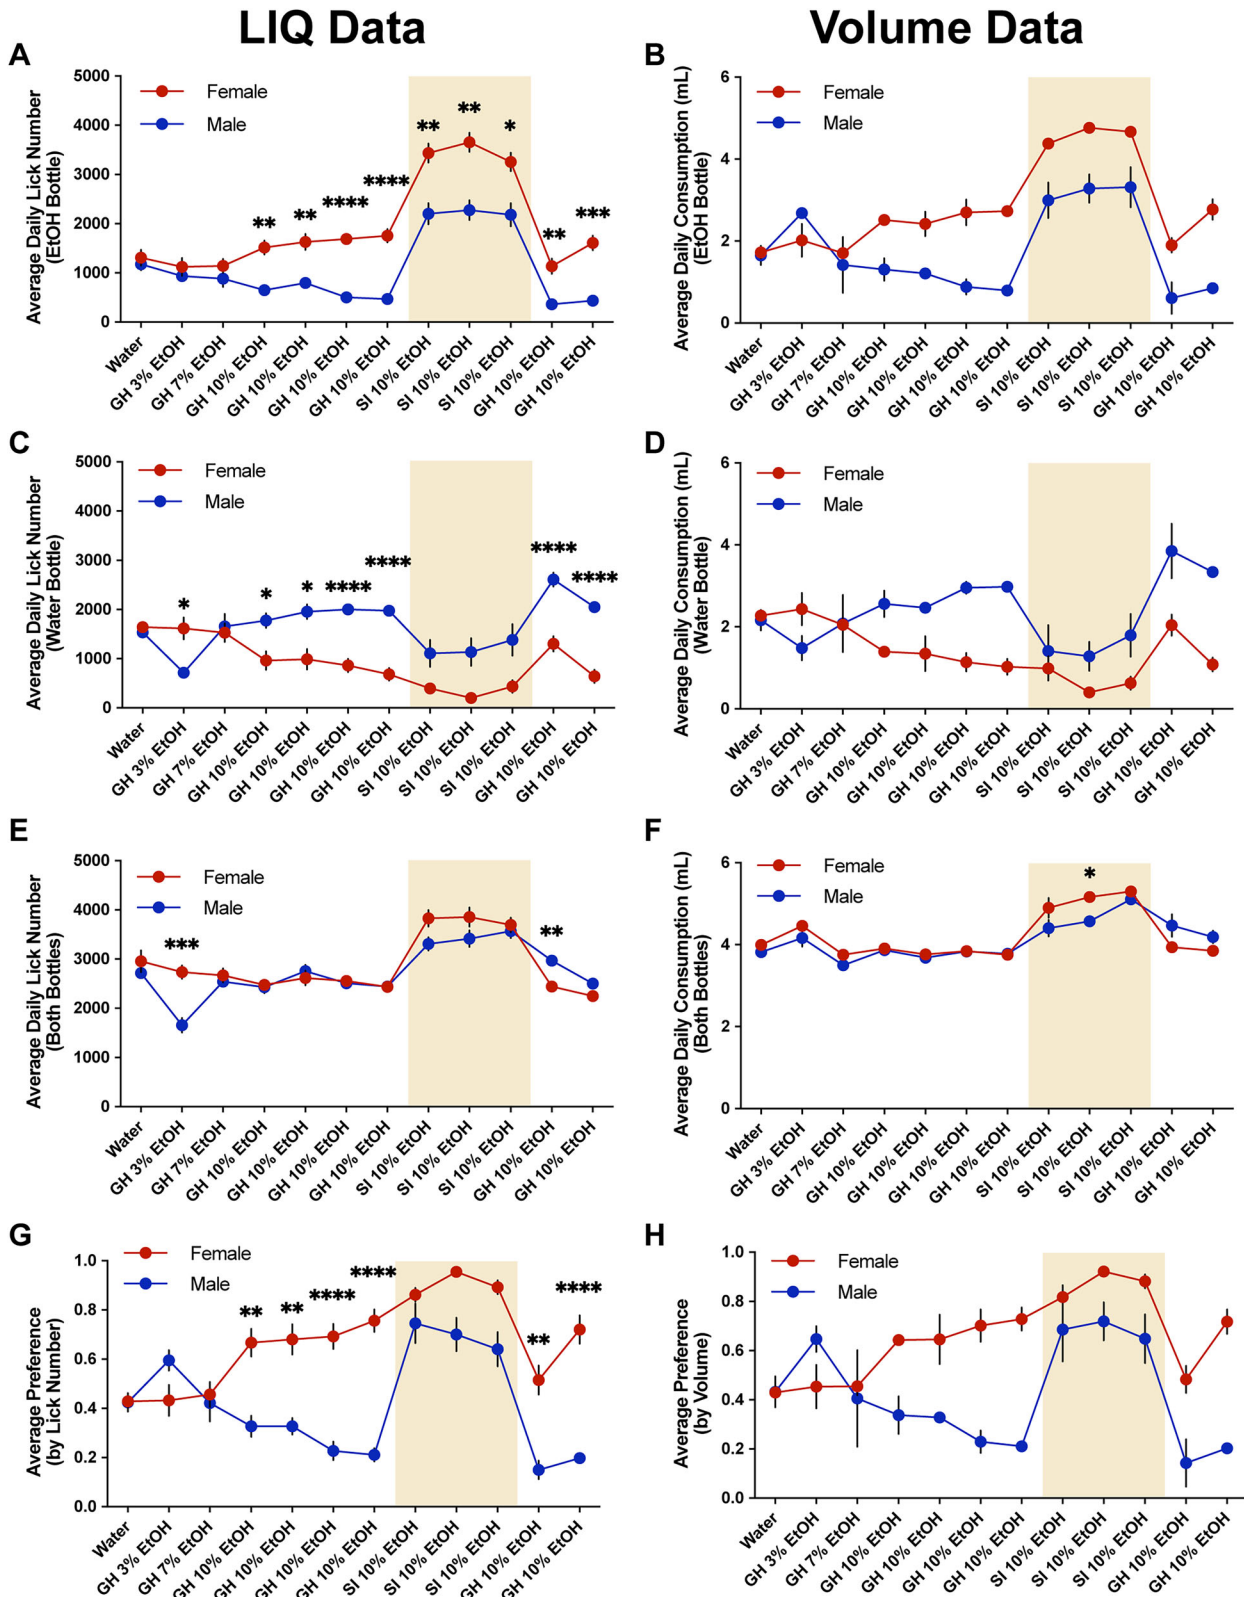 LIQ Data
Volume Data
A
Average Daily Lick Number
(EtOH Bottle)
5000
4000
3000
2000
1000
0
Female
Male
** ** **** **** ** ** * ** ***
Water
GH 3% EtOH
GH 7% EtOH
GH 10% EtOH
GH 10% EtOH
GH 10% EtOH
GH 10% EtOH
SI 10% EtOH
SI 10% EtOH
SI 10% EtOH
GH 10% EtOH
GH 10% EtOH
B
Average Daily Consumption (mL)
(EtOH Bottle)
6
4
2
0
Female
Male
Water
GH 3% EtOH
GH 7% EtOH
GH 10% EtOH
GH 10% EtOH
GH 10% EtOH
GH 10% EtOH
SI 10% EtOH
SI 10% EtOH
SI 10% EtOH
GH 10% EtOH
GH 10% EtOH
C
Average Daily Lick Number
(Water Bottle)
5000
4000
3000
2000
1000
0
Female
Male
* * * **** **** **** ****
Water
GH 3% EtOH
GH 7% EtOH
GH 10% EtOH
GH 10% EtOH
GH 10% EtOH
GH 10% EtOH
SI 10% EtOH
SI 10% EtOH
SI 10% EtOH
GH 10% EtOH
GH 10% EtOH
D
Average Daily Consumption (mL)
(Water Bottle)
6
4
2
0
Female
Male
Water
GH 3% EtOH
GH 7% EtOH
GH 10% EtOH
GH 10% EtOH
GH 10% EtOH
GH 10% EtOH
SI 10% EtOH
SI 10% EtOH
SI 10% EtOH
GH 10% EtOH
GH 10% EtOH
E
Average Daily Lick Number
(Both Bottles)
5000
4000
3000
2000
1000
0
Female
Male
*** **
Water
GH 3% EtOH
GH 7% EtOH
GH 10% EtOH
GH 10% EtOH
GH 10% EtOH
GH 10% EtOH
SI 10% EtOH
SI 10% EtOH
SI 10% EtOH
GH 10% EtOH
GH 10% EtOH
F
Average Daily Consumption (mL)
(Both Bottles)
6
4
2
0
Female
Male
*
Water
GH 3% EtOH
GH 7% EtOH
GH 10% EtOH
GH 10% EtOH
GH 10% EtOH
GH 10% EtOH
SI 10% EtOH
SI 10% EtOH
SI 10% EtOH
GH 10% EtOH
GH 10% EtOH
G
Average Preference
(by Lick Number)
1.0
0.8
0.6
0.4
0.2
0.0
Female
Male
** ** **** **** ** ****
Water
GH 3% EtOH
GH 7% EtOH
GH 10% EtOH
GH 10% EtOH
GH 10% EtOH
GH 10% EtOH
SI 10% EtOH
SI 10% EtOH
SI 10% EtOH
GH 10% EtOH
GH 10% EtOH
H
Average Preference
(by Volume)
1.0
0.8
0.6
0.4
0.2
0.0
Female
Male
Water
GH 3% EtOH
GH 7% EtOH
GH 10% EtOH
GH 10% EtOH
GH 10% EtOH
GH 10% EtOH
SI 10% EtOH
SI 10% EtOH
SI 10% EtOH
GH 10% EtOH
GH 10% EtOH